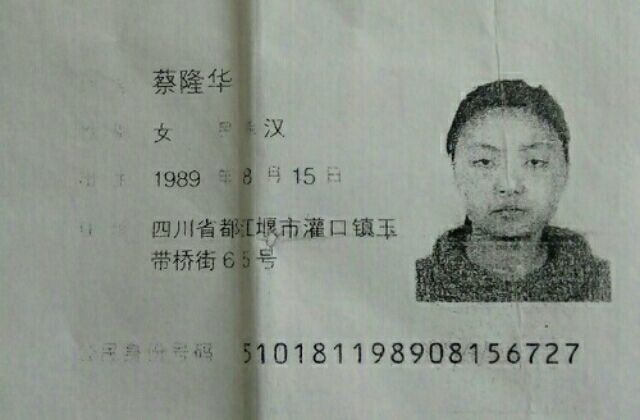 蔡隆华
女 民族 汉
1989 年 8 月 15 日
四川省都江堰市灌口镇玉
带桥街65号
公民身份号码 510181198908156727